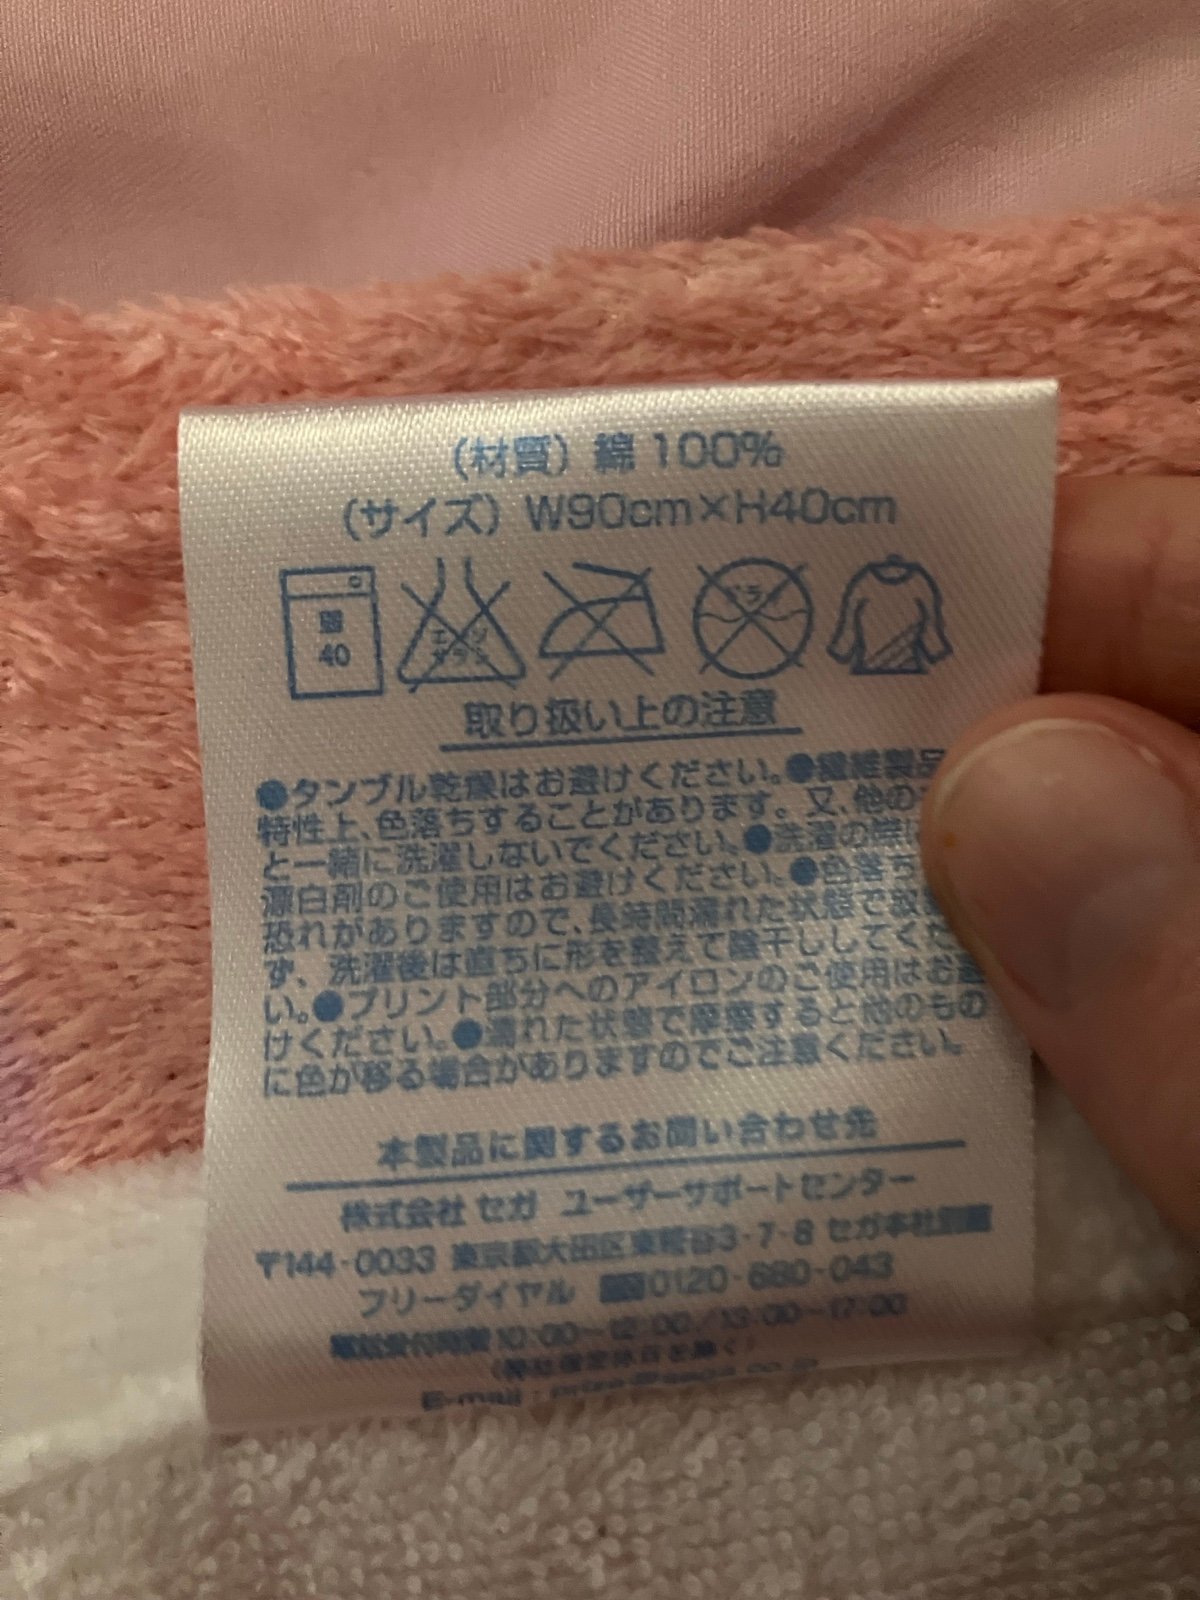 (材質) 綿 100%
(サイズ) W90cm×H40cm
40
取り扱い上の注意
●タンブル乾燥はお避けください。●繊維製品
特性上、色落ちすることがあります。又、他の
と一緒に洗濯しないでください。●洗濯の際は
漂白剤のご使用はお避けください。●色落ち
恐れがありますので、長時間濡れた状態で放
ず、洗濯後は直ちに形を整えて陰干ししてくだ
い。●プリント部分へのアイロンのご使用はお避
けください。●濡れた状態で摩擦すると他のもの
に色が移る場合がありますのでご注意ください。
本製品に関するお問い合わせ先
株式会社 セガ ユーザーサポートセンター
〒144-0033 東京都大田区東糀谷3-7-8 セガ本社別館
フリーダイヤル 0120-680-043
電話受付時間 10:00~12:00/13:00~17:00
E-mail :